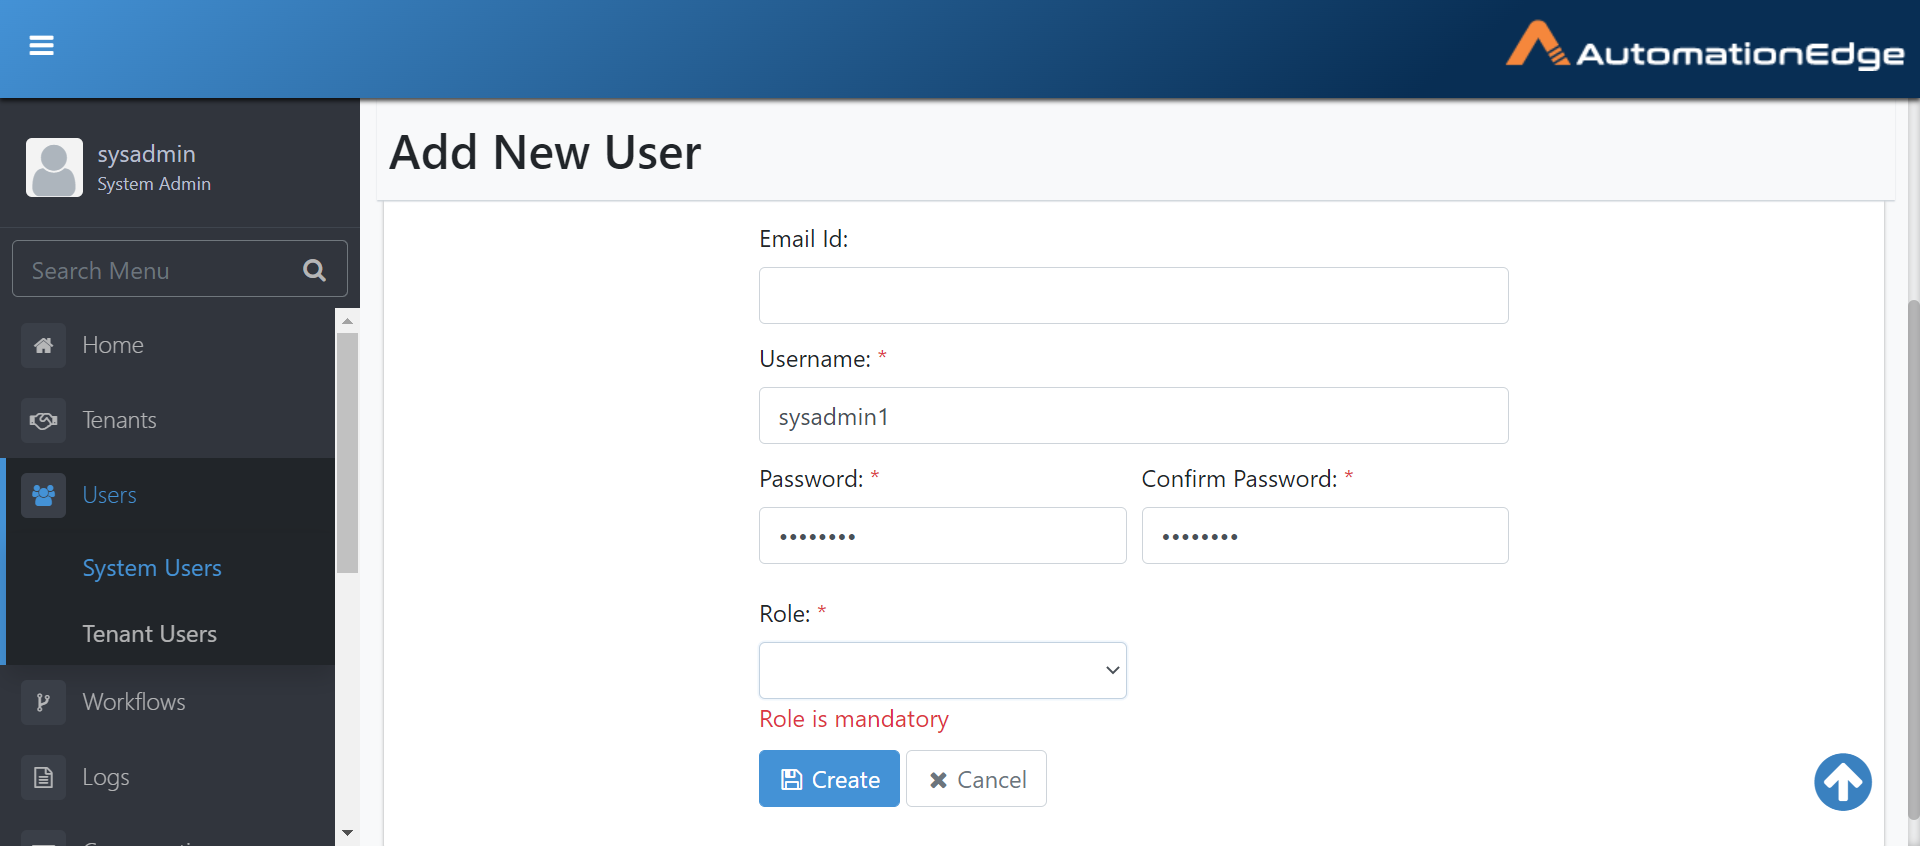 AutomationEdge
sysadmin
System Admin
Search Menu
Home
Tenants
Users
System Users
Tenant Users
Workflows
Logs
Add New User
Email Id:
Username: *
sysadmin1
Password: *
Confirm Password: *
••••••••
••••••••
Role: *
Role is mandatory
Create
Cancel